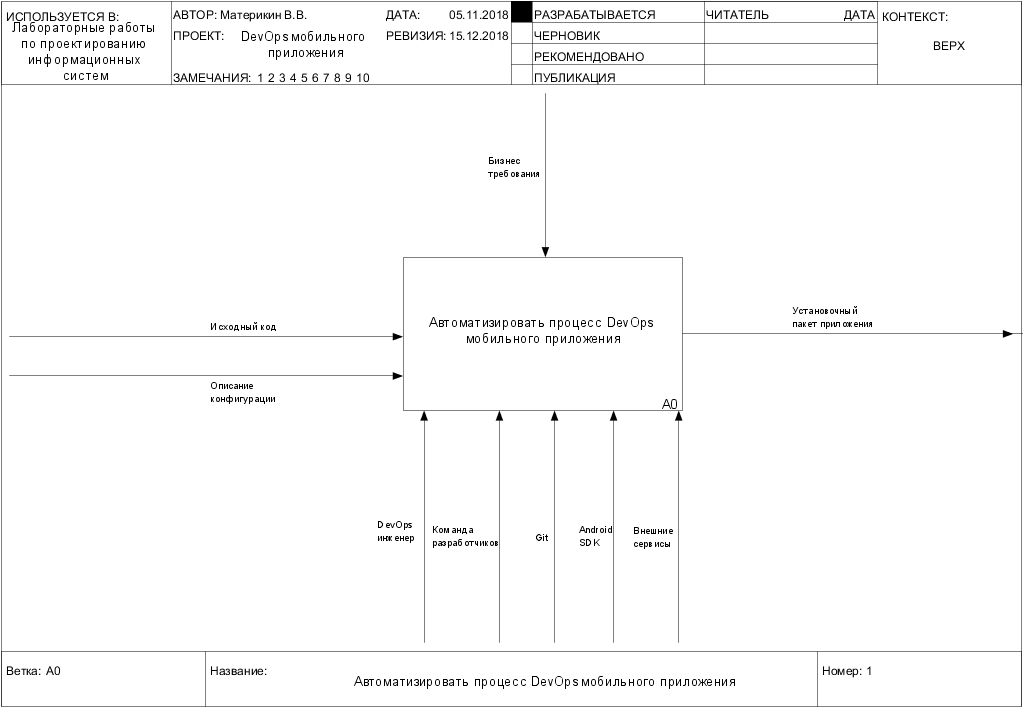 ИСПОЛЬЗУЕТСЯ В:
Лабораторные работы
по проектированию
информационных
систем
АВТОР: Материкин В.В.
ДАТА: 05.11.2018
ПРОЕКТ: DevOps мобильного
приложения
РЕВИЗИЯ: 15.12.2018
ЗАМЕЧАНИЯ: 1 2 3 4 5 6 7 8 9 10
РАЗРАБАТЫВАЕТСЯ
ЧЕРНОВИК
РЕКОМЕНДОВАНО
ПУБЛИКАЦИЯ
ЧИТАТЕЛЬ ДАТА
КОНТЕКСТ:
ВЕРХ
Бизнес
требования
Исходный код
Описание
конфигурации
Автоматизировать процесс DevOps
мобильного приложения
A0
Установочный
пакет приложения
DevOps
инженер
Команда
разработчиков
Git
Android
SDK
Внешние
сервисы
Ветка: A0
Название:
Автоматизировать процесс DevOps мобильного приложения
Номер: 1